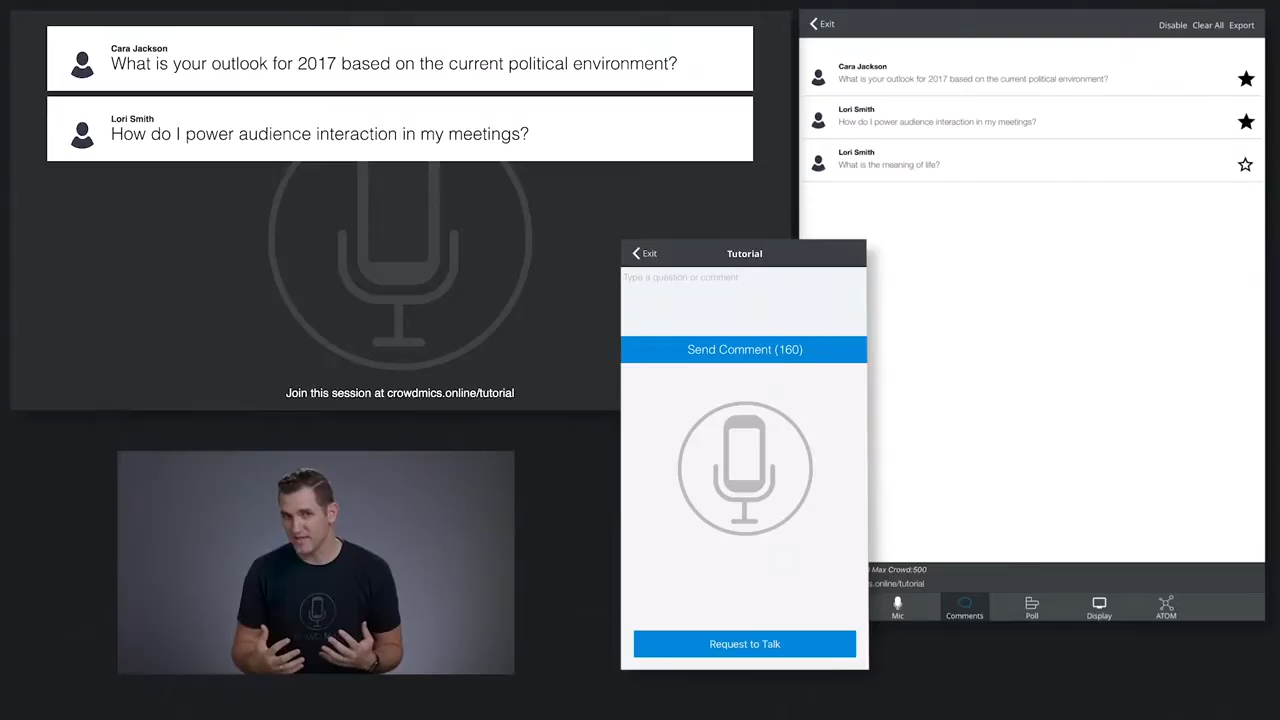 Cara Jackson
What is your outlook for 2017 based on the current political environment?
Lori Smith
How do I power audience interaction in my meetings?
Join this session at crowdmics.online/tutorial
Exit
Disable Clear All Export
Cara Jackson
What is your outlook for 2017 based on the current political environment?
Lori Smith
How do I power audience interaction in my meetings?
Lori Smith
What is the meaning of life?
Max Crowd:500
s.online/tutorial
Mic Comments Poll Display ATOM
Exit Tutorial
Type a question or comment
Send Comment (160)
Request to Talk